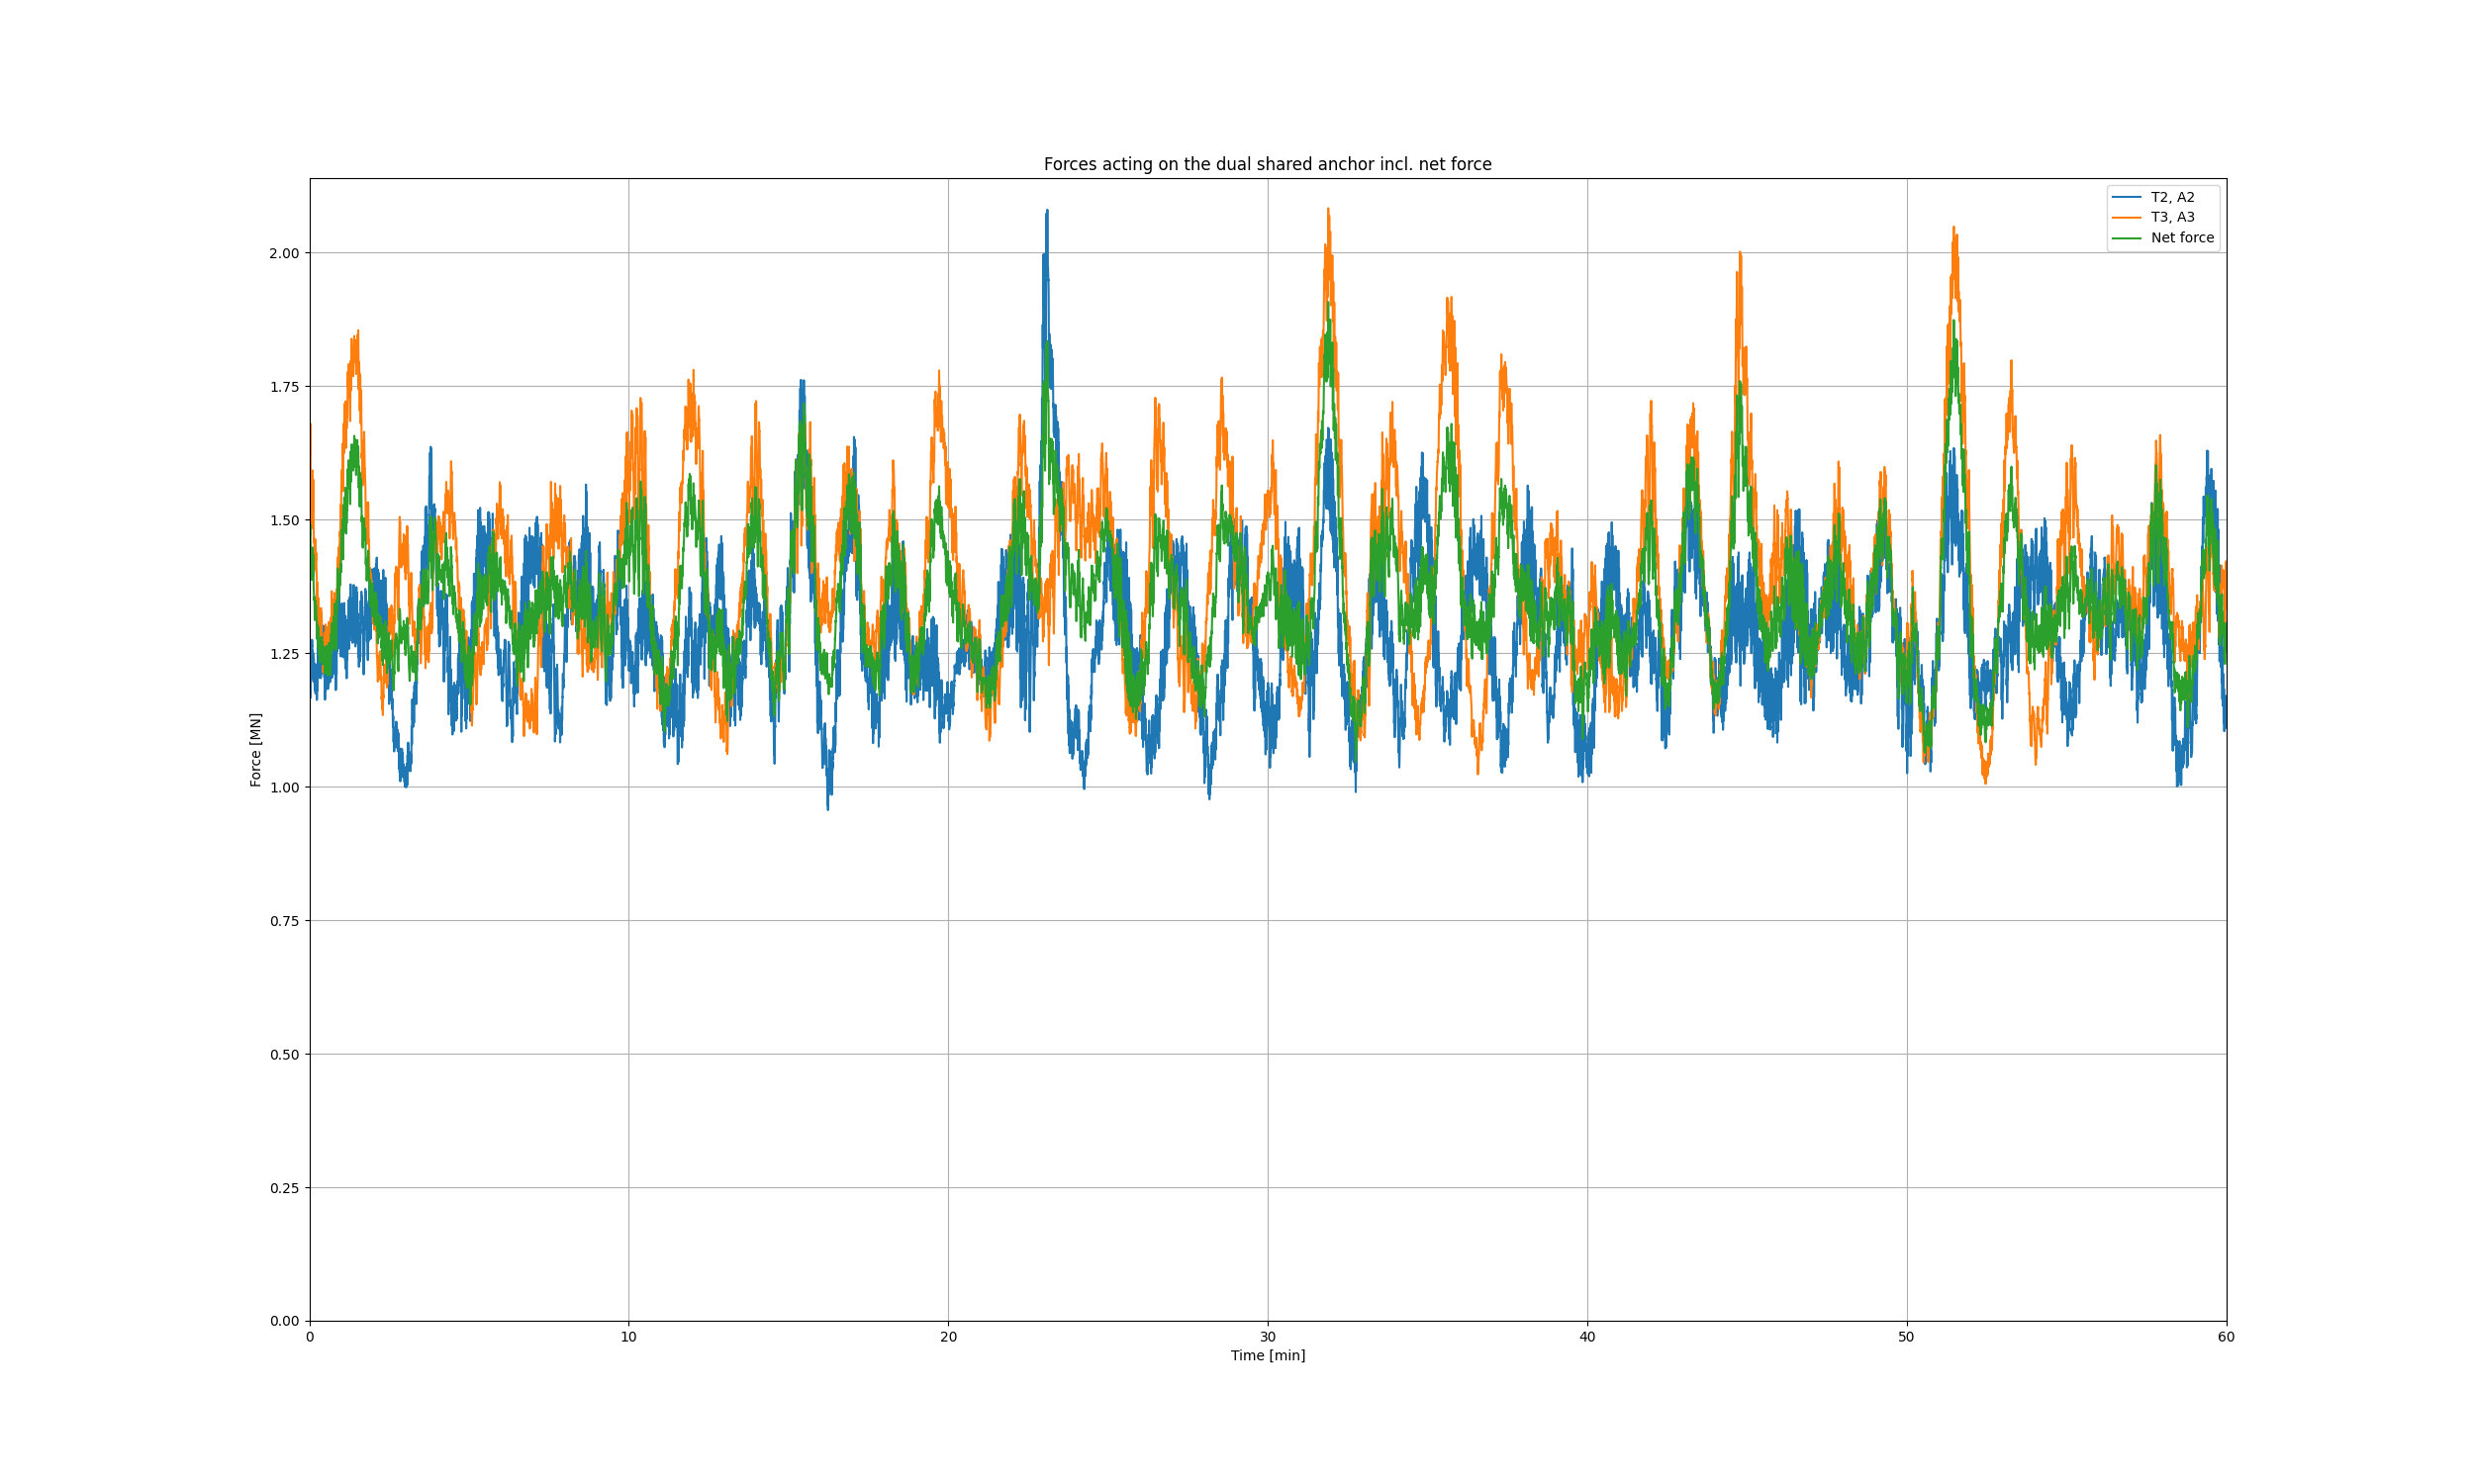 Forces acting on the dual shared anchor incl. net force
T2, A2
T3, A3
Net force
Force [MN]
2.00
1.75
1.50
1.25
1.00
0.75
0.50
0.25
0.00
0 10 20 30 40 50 60
Time [min]